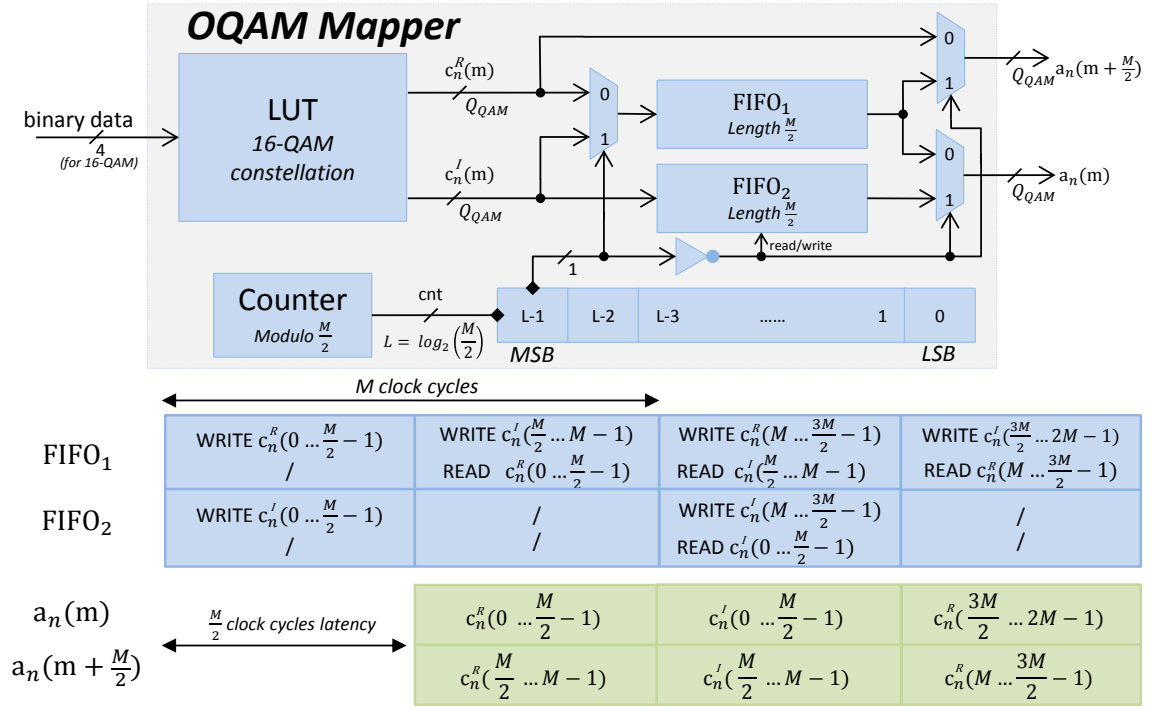 OQAM Mapper
binary data
4
(for 16-QAM)
LUT
16-QAM
constellation
c_n^R(m)
Q_QAM
c_n^I(m)
Q_QAM
0
1
FIFO₁
Length M/2
FIFO₂
Length M/2
read/write
0
1
Q_QAM a_n(m + M/2)
0
1
Q_QAM a_n(m)
1
Counter
Modulo M/2
cnt
L = log₂(M/2)
L-1 L-2 L-3 ...... 1 0
MSB LSB
M clock cycles
FIFO₁
WRITE c_n^R(0 … M/2 − 1) WRITE c_n^I(M/2 … M − 1) WRITE c_n^R(M … 3M/2 − 1) WRITE c_n^I(3M/2 … 2M − 1)
/ READ c_n^R(0 … M/2 − 1) READ c_n^I(M/2 … M − 1) READ c_n^R(M … 3M/2 − 1)
FIFO₂
WRITE c_n^I(0 … M/2 − 1) / WRITE c_n^I(M … 3M/2 − 1) /
/ / READ c_n^I(0 … M/2 − 1) /
a_n(m)
M/2 clock cycles latency
c_n^R(0 … M/2 − 1) c_n^I(0 … M/2 − 1) c_n^R(3M/2 … 2M − 1)
a_n(m + M/2)
c_n^R(M/2 … M − 1) c_n^I(M/2 … M − 1) c_n^R(M … 3M/2 − 1)